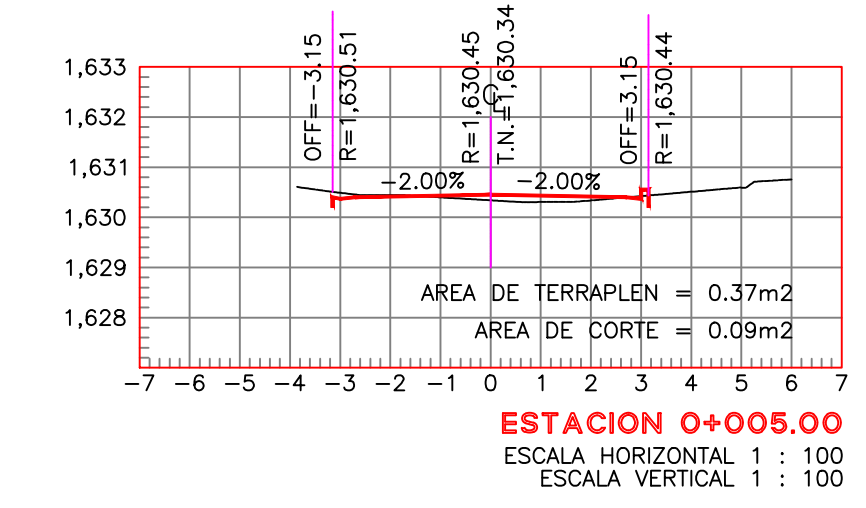 OFF=-3.15
R=1,630.51
R=1,630.45
T.N.=1,630.34
CL
OFF=3.15
R=1,630.44
1,633
1,632
1,631
1,630
1,629
1,628
-2.00% -2.00%
AREA DE TERRAPLEN = 0.37m2
AREA DE CORTE = 0.09m2
-7 -6 -5 -4 -3 -2 -1 0 1 2 3 4 5 6 7
ESTACION 0+005.00
ESCALA HORIZONTAL 1 : 100
ESCALA VERTICAL 1 : 100